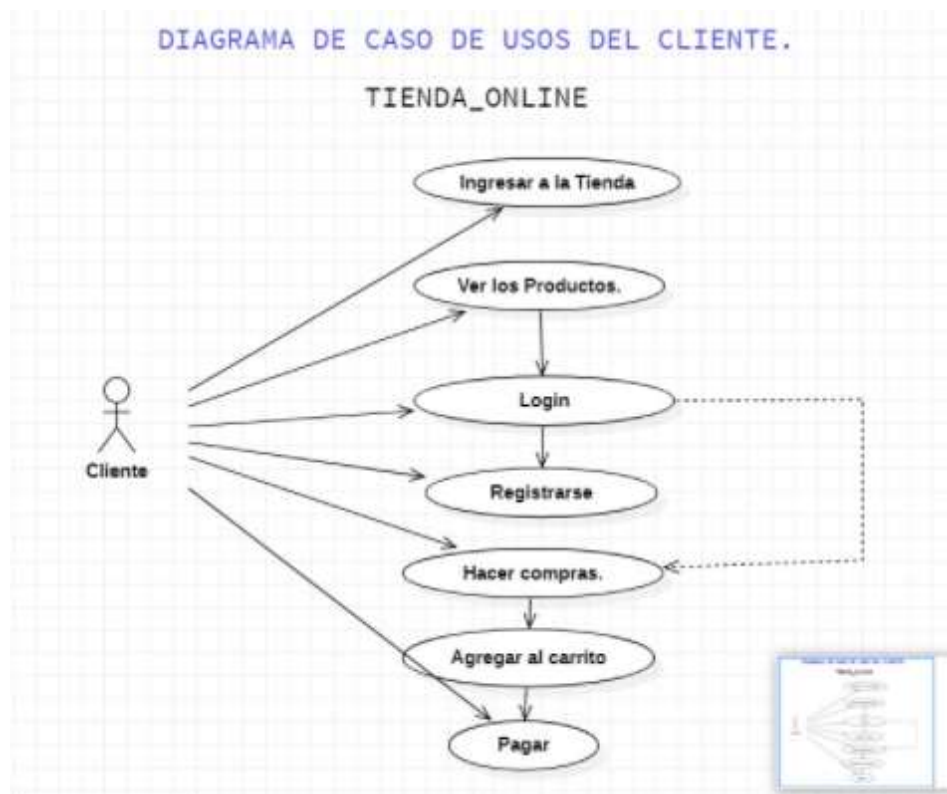 DIAGRAMA DE CASO DE USOS DEL CLIENTE.
TIENDA_ONLINE
Ingresar a la Tienda
Ver los Productos.
Login
Cliente
Registrarse
Hacer compras.
Agregar al carrito
Pagar